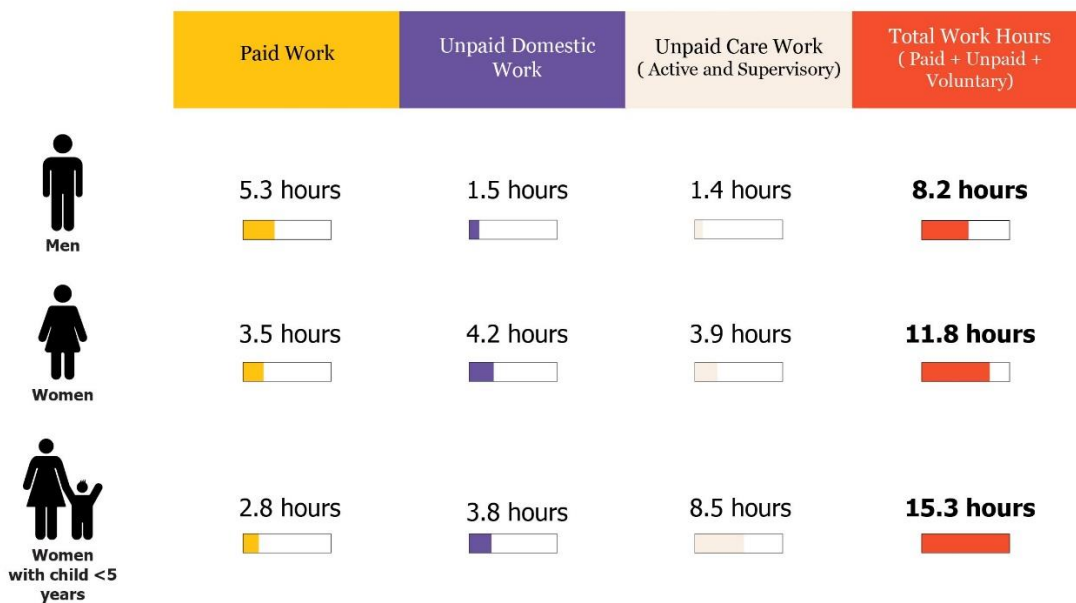 Paid Work
Unpaid Domestic
Work
Unpaid Care Work
( Active and Supervisory)
Total Work Hours
( Paid + Unpaid +
Voluntary)
Men
5.3 hours
1.5 hours
1.4 hours
8.2 hours
Women
3.5 hours
4.2 hours
3.9 hours
11.8 hours
Women
with child <5
years
2.8 hours
3.8 hours
8.5 hours
15.3 hours